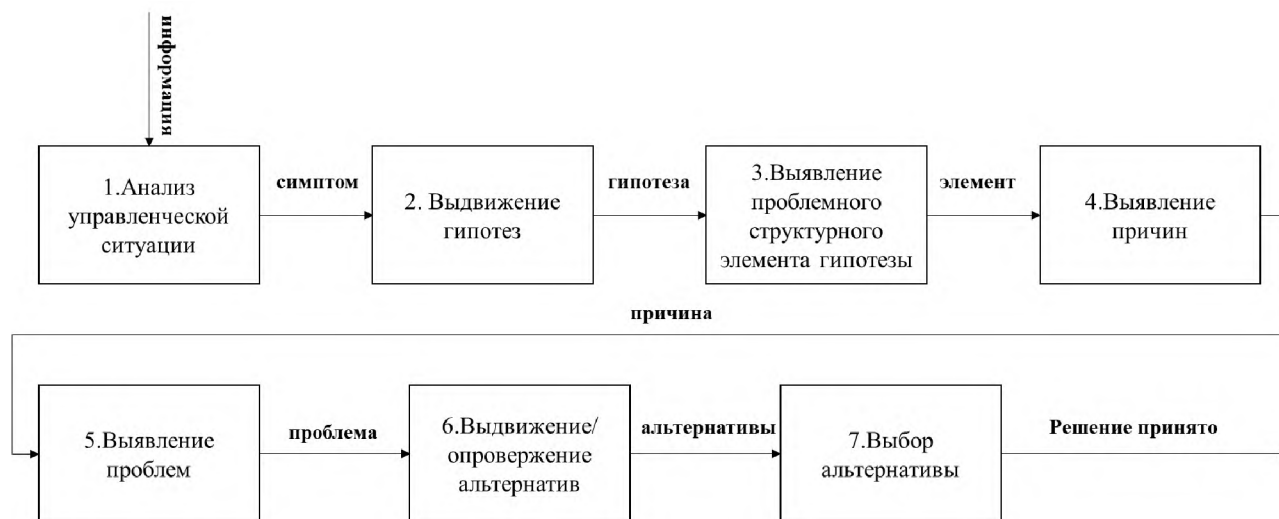 информация
1.Анализ
управленческой
ситуации
симптом
2. Выдвижение
гипотез
гипотеза
3.Выявление
проблемного
структурного
элемента гипотезы
элемент
4.Выявление
причин
причина
5.Выявление
проблем
проблема
6.Выдвижение/
опровержение
альтернатив
альтернативы
7.Выбор
альтернативы
Решение принято